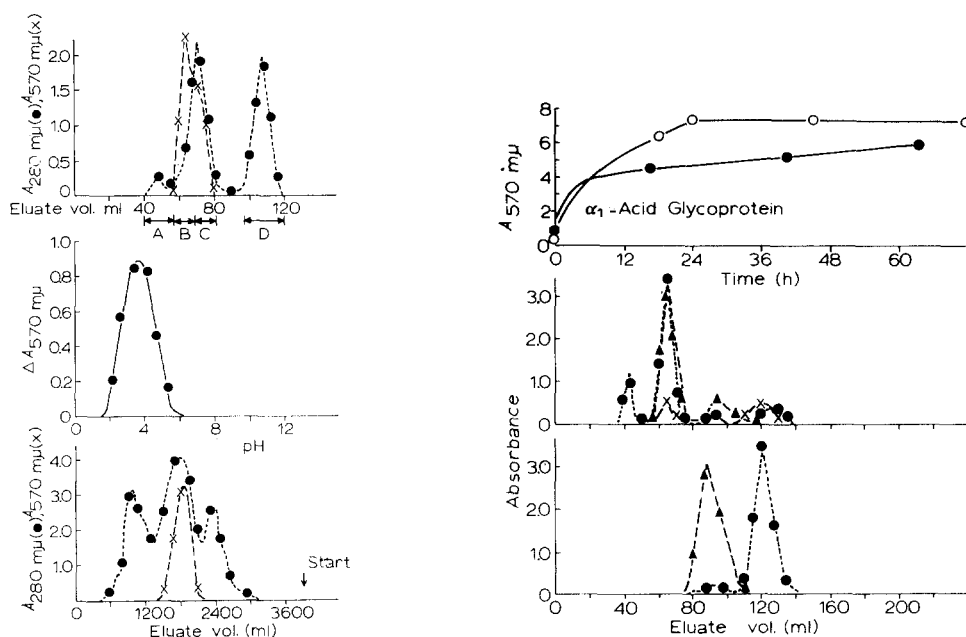 A280 mμ(●),A570 mμ(x)
2.0
1.5
1.0
0.5
0
Eluate vol. ml 40 80 120
A B C D
ΔA570 mμ
1.0
0.8
0.6
0.4
0.2
0
0 4 8 12
pH
A280 mμ(●),A570 mμ(x)
4.0
3.0
2.0
1.0
0
Start
0 1200 2400 3600
Eluate vol. (ml)
A570 mμ
8
6
4
2
0
α1-Acid Glycoprotein
0 12 24 36 48 60
Time (h)
Absorbance
3.0
2.0
1.0
0
3.0
2.0
1.0
0
0 40 80 120 160 200
Eluate vol. (ml)